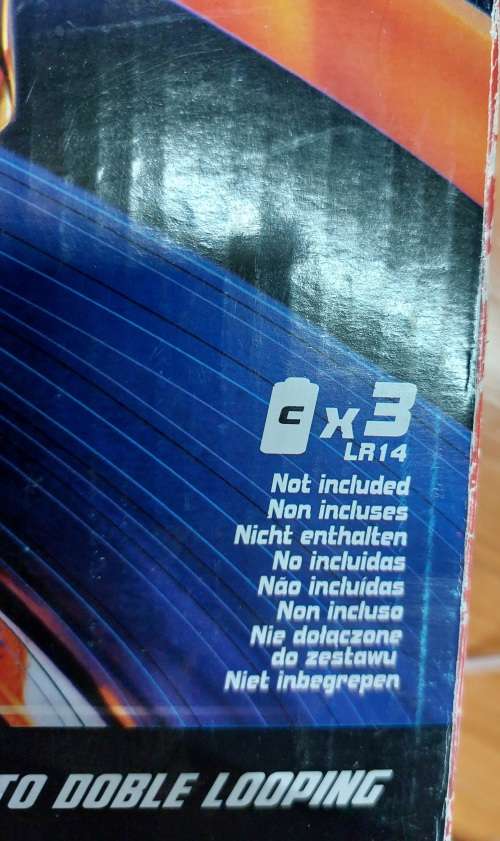 C x3
LR14
Not included
Non incluses
Nicht enthalten
No incluidas
Não incluídas
Non incluso
Nie dołączone
do zestawu
Niet inbegrepen
TO DOBLE LOOPING